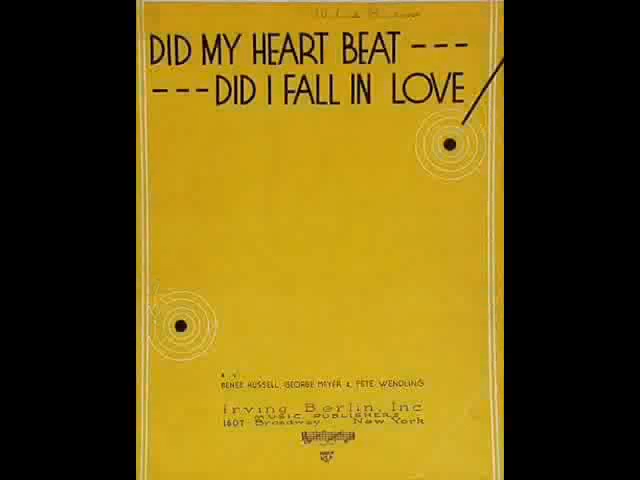 DID MY HEART BEAT ---
--- DID I FALL IN LOVE
BY
BENEE RUSSELL, GEORGE MEYER & PETE WENDLING
Irving Berlin, Inc
MUSIC PUBLISHERS
1607 Broadway New York